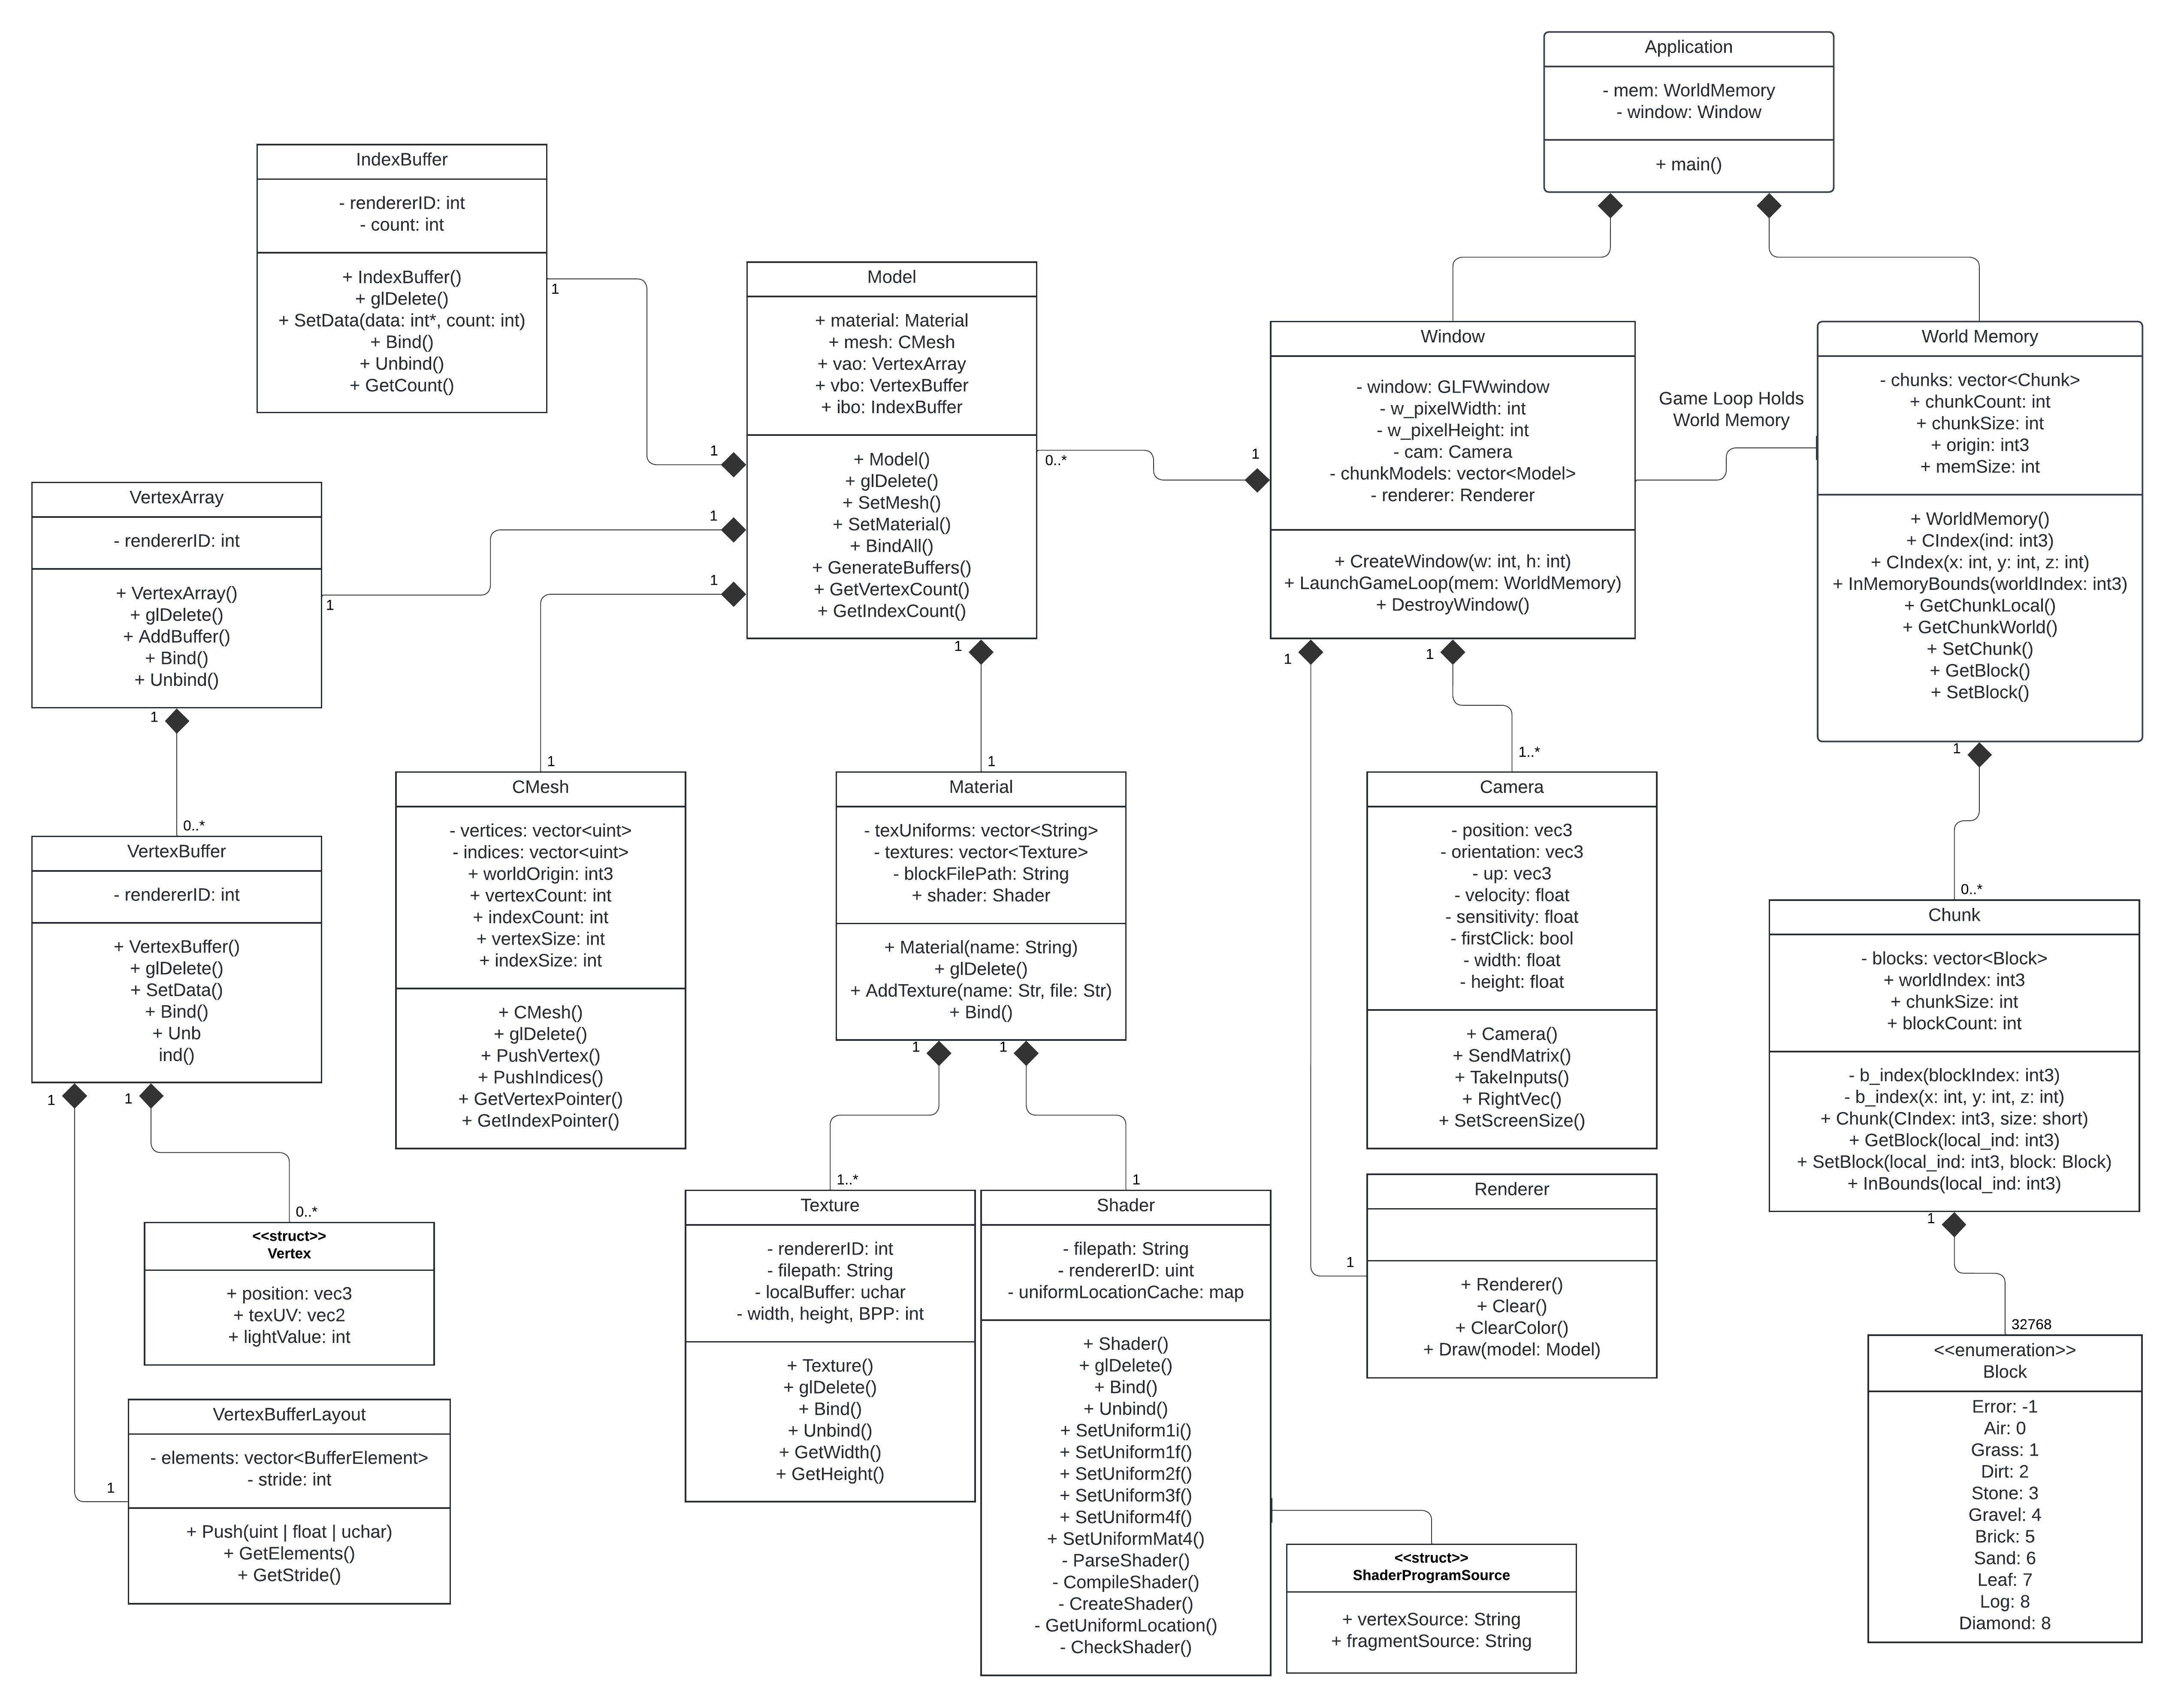 Application
- mem: WorldMemory
- window: Window
+ main()
IndexBuffer
- rendererID: int
- count: int
+ IndexBuffer()
+ glDelete()
+ SetData(data: int*, count: int)
+ Bind()
+ Unbind()
+ GetCount()
1
1
Model
+ material: Material
+ mesh: CMesh
+ vao: VertexArray
+ vbo: VertexBuffer
+ ibo: IndexBuffer
+ Model()
+ glDelete()
+ SetMesh()
+ SetMaterial()
+ BindAll()
+ GenerateBuffers()
+ GetVertexCount()
+ GetIndexCount()
0..*
1
Window
- window: GLFWwindow
- w_pixelWidth: int
- w_pixelHeight: int
- cam: Camera
- chunkModels: vector<Model>
- renderer: Renderer
+ CreateWindow(w: int, h: int)
+ LaunchGameLoop(mem: WorldMemory)
+ DestroyWindow()
Game Loop Holds
World Memory
World Memory
- chunks: vector<Chunk>
+ chunkCount: int
+ chunkSize: int
+ origin: int3
+ memSize: int
+ WorldMemory()
+ CIndex(ind: int3)
+ CIndex(x: int, y: int, z: int)
+ InMemoryBounds(worldIndex: int3)
+ GetChunkLocal()
+ GetChunkWorld()
+ SetChunk()
+ GetBlock()
+ SetBlock()
VertexArray
- rendererID: int
+ VertexArray()
+ glDelete()
+ AddBuffer()
+ Bind()
+ Unbind()
1
1
1
1
1
1
1
1
1
0..*
1
1
1..*
0..*
VertexBuffer
- rendererID: int
+ VertexBuffer()
+ glDelete()
+ SetData()
+ Bind()
+ Unb
ind()
CMesh
- vertices: vector<uint>
- indices: vector<uint>
+ worldOrigin: int3
+ vertexCount: int
+ indexCount: int
+ vertexSize: int
+ indexSize: int
+ CMesh()
+ glDelete()
+ PushVertex()
+ PushIndices()
+ GetVertexPointer()
+ GetIndexPointer()
Material
- texUniforms: vector<String>
- textures: vector<Texture>
- blockFilePath: String
+ shader: Shader
+ Material(name: String)
+ glDelete()
+ AddTexture(name: Str, file: Str)
+ Bind()
Camera
- position: vec3
- orientation: vec3
- up: vec3
- velocity: float
- sensitivity: float
- firstClick: bool
- width: float
- height: float
+ Camera()
+ SendMatrix()
+ TakeInputs()
+ RightVec()
+ SetScreenSize()
Chunk
- blocks: vector<Block>
+ worldIndex: int3
+ chunkSize: int
+ blockCount: int
- b_index(blockIndex: int3)
- b_index(x: int, y: int, z: int)
+ Chunk(CIndex: int3, size: short)
+ GetBlock(local_ind: int3)
+ SetBlock(local_ind: int3, block: Block)
+ InBounds(local_ind: int3)
1
1
1
1
1..*
1
0..*
1
1
32768
<<struct>>
Vertex
+ position: vec3
+ texUV: vec2
+ lightValue: int
Texture
- rendererID: int
- filepath: String
- localBuffer: uchar
- width, height, BPP: int
+ Texture()
+ glDelete()
+ Bind()
+ Unbind()
+ GetWidth()
+ GetHeight()
Shader
- filepath: String
- rendererID: uint
- uniformLocationCache: map
+ Shader()
+ glDelete()
+ Bind()
+ Unbind()
+ SetUniform1i()
+ SetUniform1f()
+ SetUniform2f()
+ SetUniform3f()
+ SetUniform4f()
+ SetUniformMat4()
- ParseShader()
- CompileShader()
- CreateShader()
- GetUniformLocation()
- CheckShader()
Renderer
+ Renderer()
+ Clear()
+ ClearColor()
+ Draw(model: Model)
<<enumeration>>
Block
Error: -1
Air: 0
Grass: 1
Dirt: 2
Stone: 3
Gravel: 4
Brick: 5
Sand: 6
Leaf: 7
Log: 8
Diamond: 8
VertexBufferLayout
- elements: vector<BufferElement>
- stride: int
+ Push(uint | float | uchar)
+ GetElements()
+ GetStride()
1
<<struct>>
ShaderProgramSource
+ vertexSource: String
+ fragmentSource: String